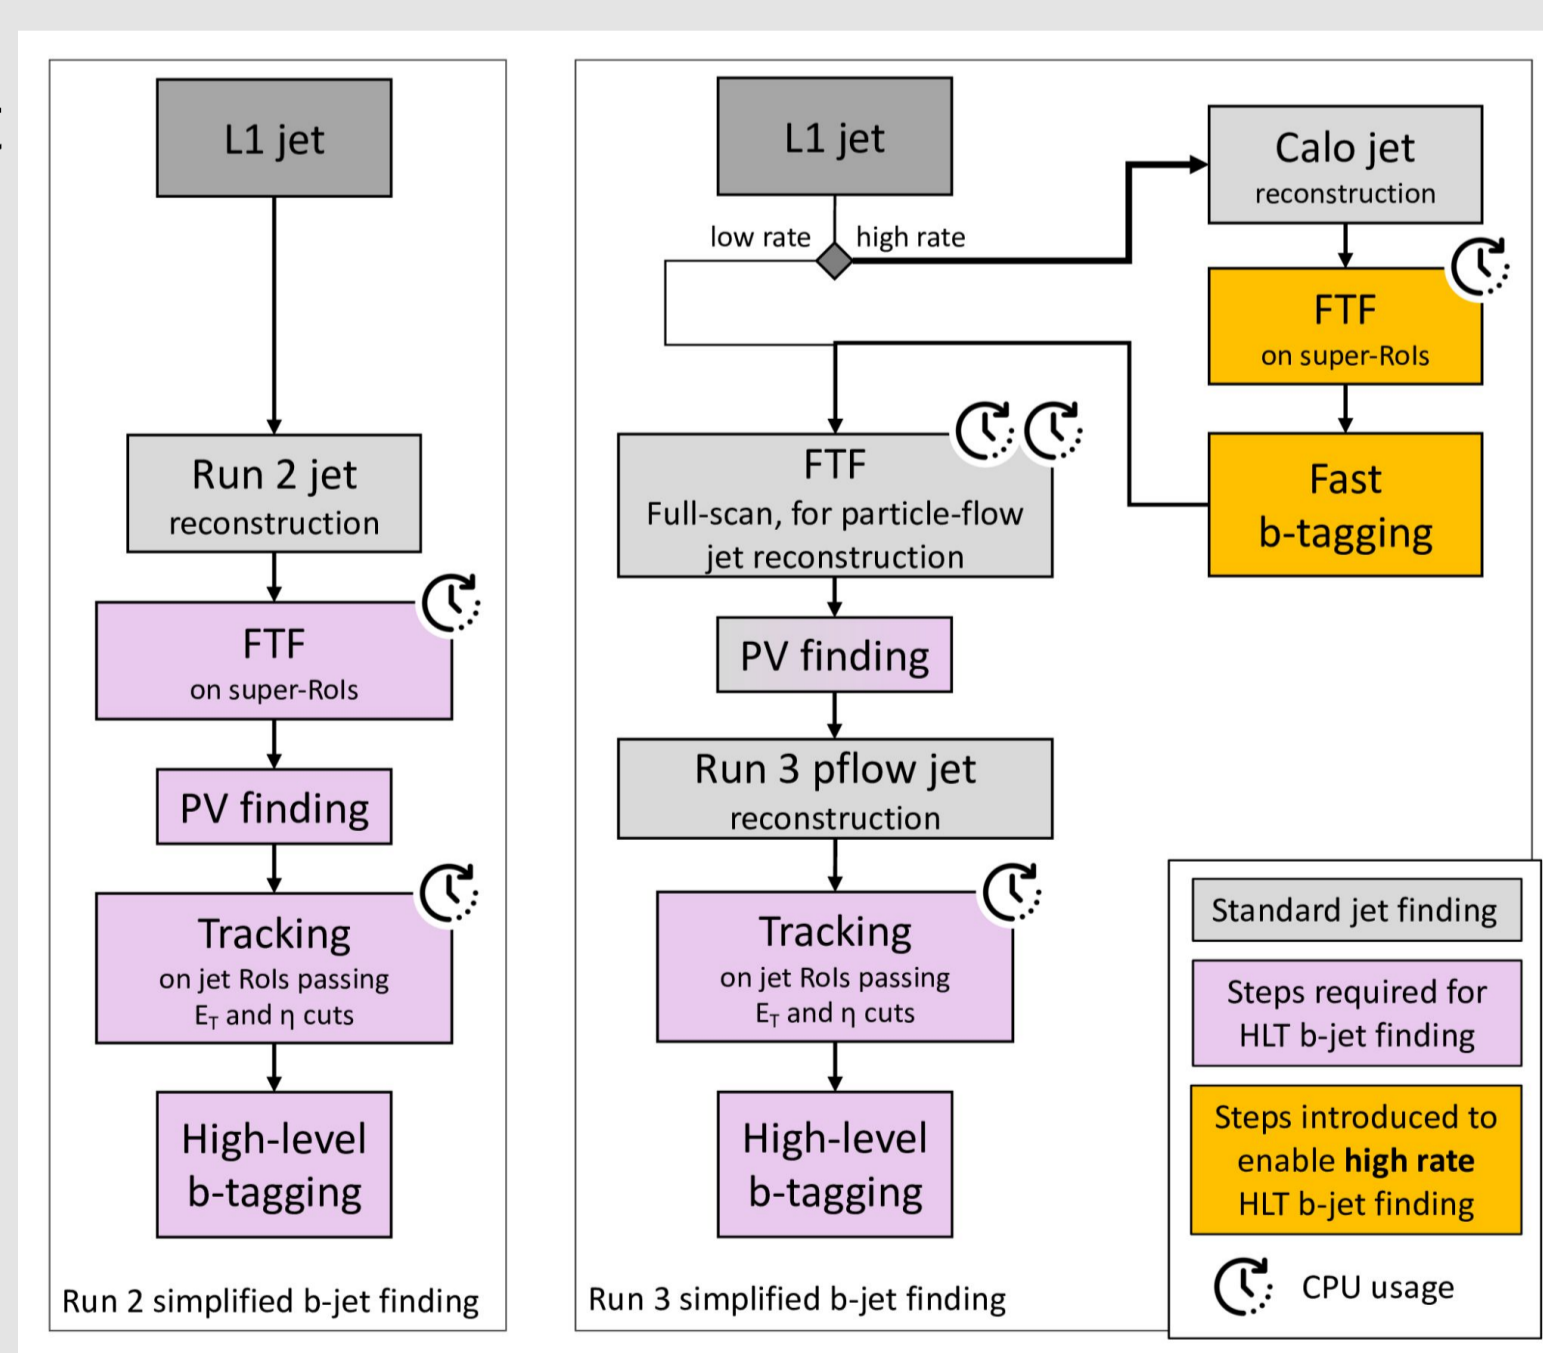 L1 jet
Run 2 jet
reconstruction
FTF
on super-RoIs
PV finding
Tracking
on jet RoIs passing
E_T and η cuts
High-level
b-tagging
Run 2 simplified b-jet finding
L1 jet
low rate
high rate
Calo jet
reconstruction
FTF
on super-RoIs
Fast
b-tagging
FTF
Full-scan, for particle-flow
jet reconstruction
PV finding
Run 3 pflow jet
reconstruction
Tracking
on jet RoIs passing
E_T and η cuts
High-level
b-tagging
Run 3 simplified b-jet finding
Standard jet finding
Steps required for
HLT b-jet finding
Steps introduced to
enable high rate
HLT b-jet finding
CPU usage